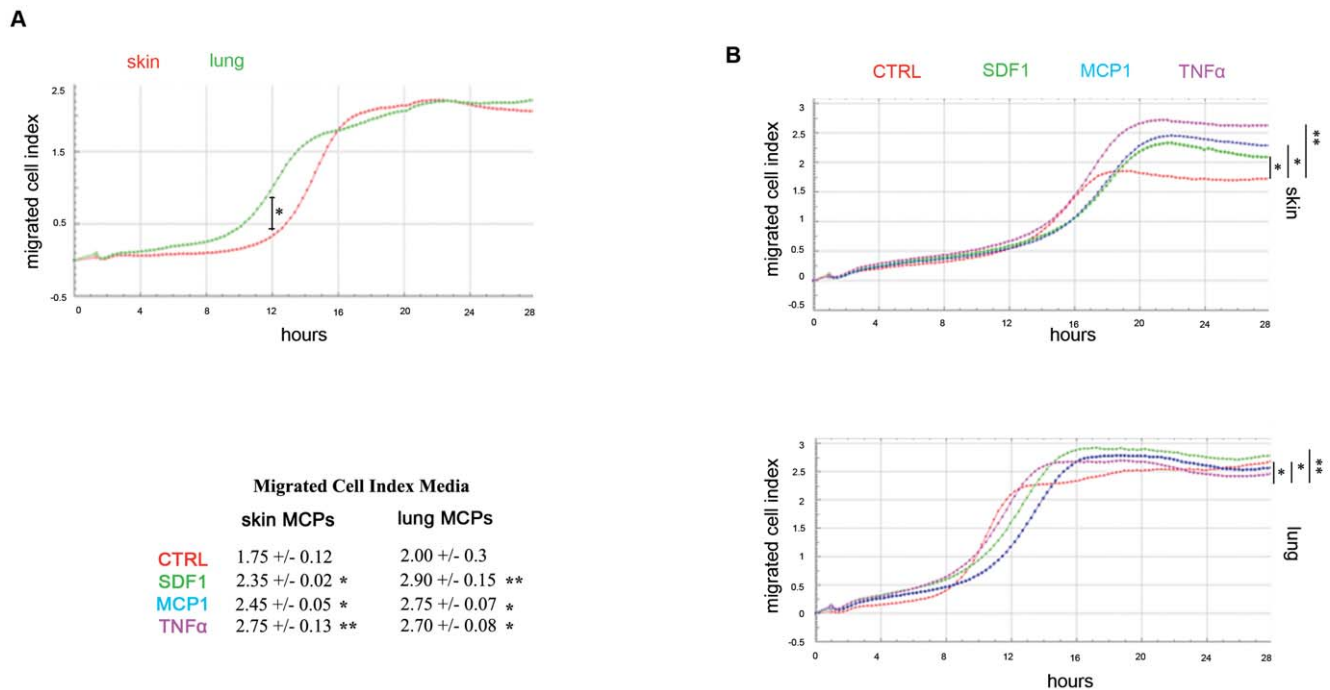 A
skin lung
2.5
1.5
0.5
-0.5
migrated cell index
*
0 4 8 12 16 20 24 28
hours
Migrated Cell Index Media
skin MCPs lung MCPs
CTRL 1.75 +/- 0.12 2.00 +/- 0.3
SDF1 2.35 +/- 0.02 * 2.90 +/- 0.15 **
MCP1 2.45 +/- 0.05 * 2.75 +/- 0.07 *
TNFα 2.75 +/- 0.13 ** 2.70 +/- 0.08 *
B
CTRL SDF1 MCP1 TNFα
3
2.5
2
1.5
1
0.5
0
-0.5
migrated cell index
* * **
skin
0 4 8 12 16 20 24 28
hours
3
2.5
2
1.5
1
0.5
0
-0.5
migrated cell index
* * **
lung
0 4 8 12 16 20 24 28
hours